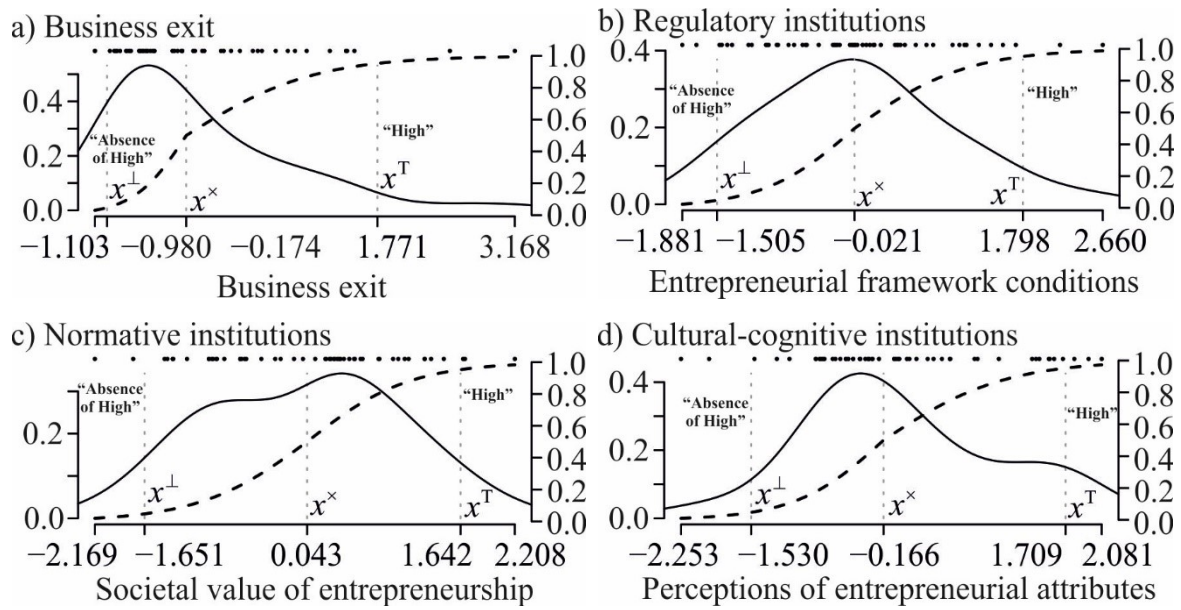 a) Business exit
0.4
0.2
0.0
1.0
0.8
0.6
0.4
0.2
0.0
“Absence
of High”
“High”
x⊥
x×
xT
−1.103 −0.980 −0.174 1.771 3.168
Business exit
b) Regulatory institutions
0.4
0.2
0.0
1.0
0.8
0.6
0.4
0.2
0.0
“Absence
of High”
“High”
x⊥
x×
xT
−1.881 −1.505 −0.021 1.798 2.660
Entrepreneurial framework conditions
c) Normative institutions
0.2
0.0
1.0
0.8
0.6
0.4
0.2
0.0
“Absence
of High”
“High”
x⊥
x×
xT
−2.169 −1.651 0.043 1.642 2.208
Societal value of entrepreneurship
d) Cultural-cognitive institutions
0.4
0.2
0.0
1.0
0.8
0.6
0.4
0.2
0.0
“Absence
of High”
“High”
x⊥
x×
xT
−2.253 −1.530 −0.166 1.709 2.081
Perceptions of entrepreneurial attributes